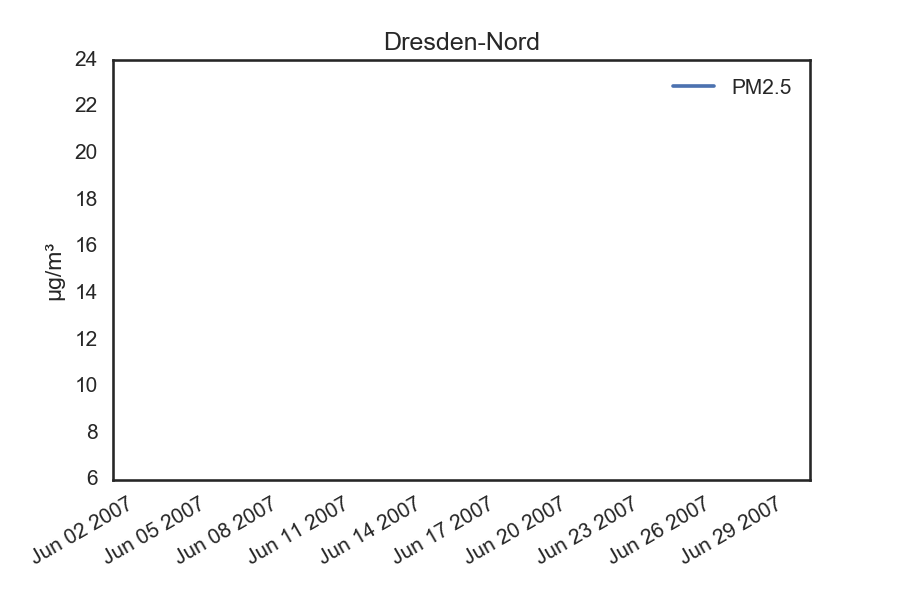 Dresden-Nord
PM2.5
µg/m³
24
22
20
18
16
14
12
10
8
6
Jun 02 2007
Jun 05 2007
Jun 08 2007
Jun 11 2007
Jun 14 2007
Jun 17 2007
Jun 20 2007
Jun 23 2007
Jun 26 2007
Jun 29 2007